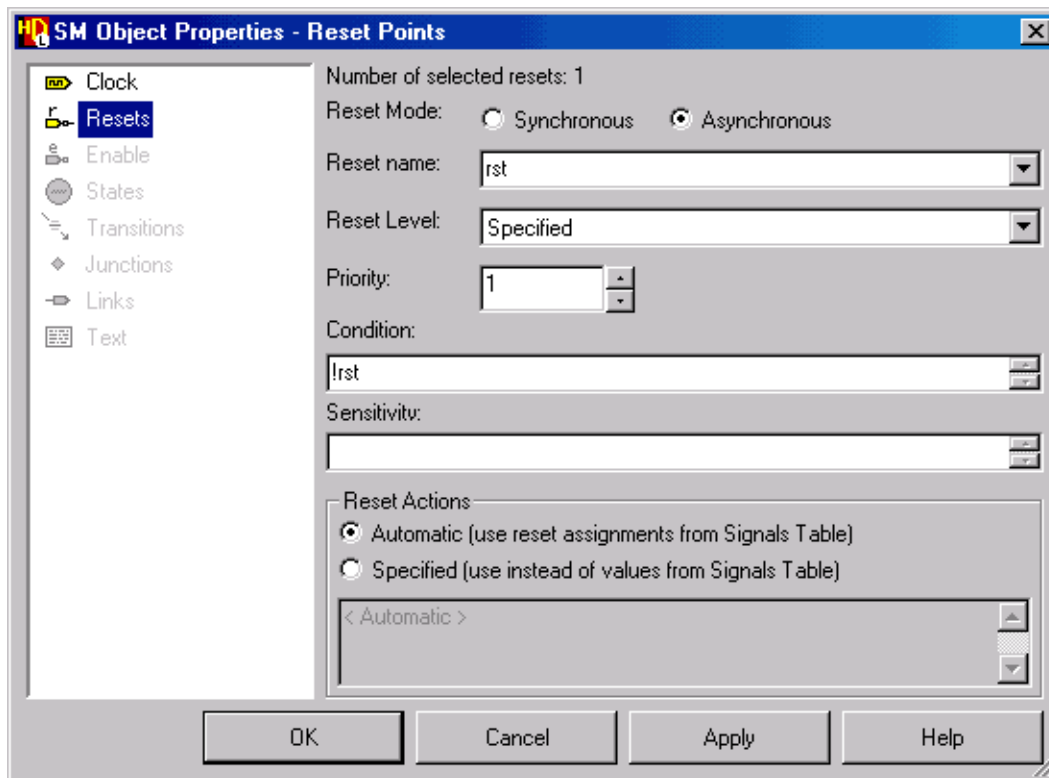 HDL SM Object Properties - Reset Points
Clock
Resets
Enable
States
Transitions
Junctions
Links
Text
Number of selected resets: 1
Reset Mode: Synchronous Asynchronous
Reset name: rst
Reset Level: Specified
Priority: 1
Condition:
!rst
Sensitivity:
Reset Actions
Automatic (use reset assignments from Signals Table)
Specified (use instead of values from Signals Table)
< Automatic >
OK Cancel Apply Help